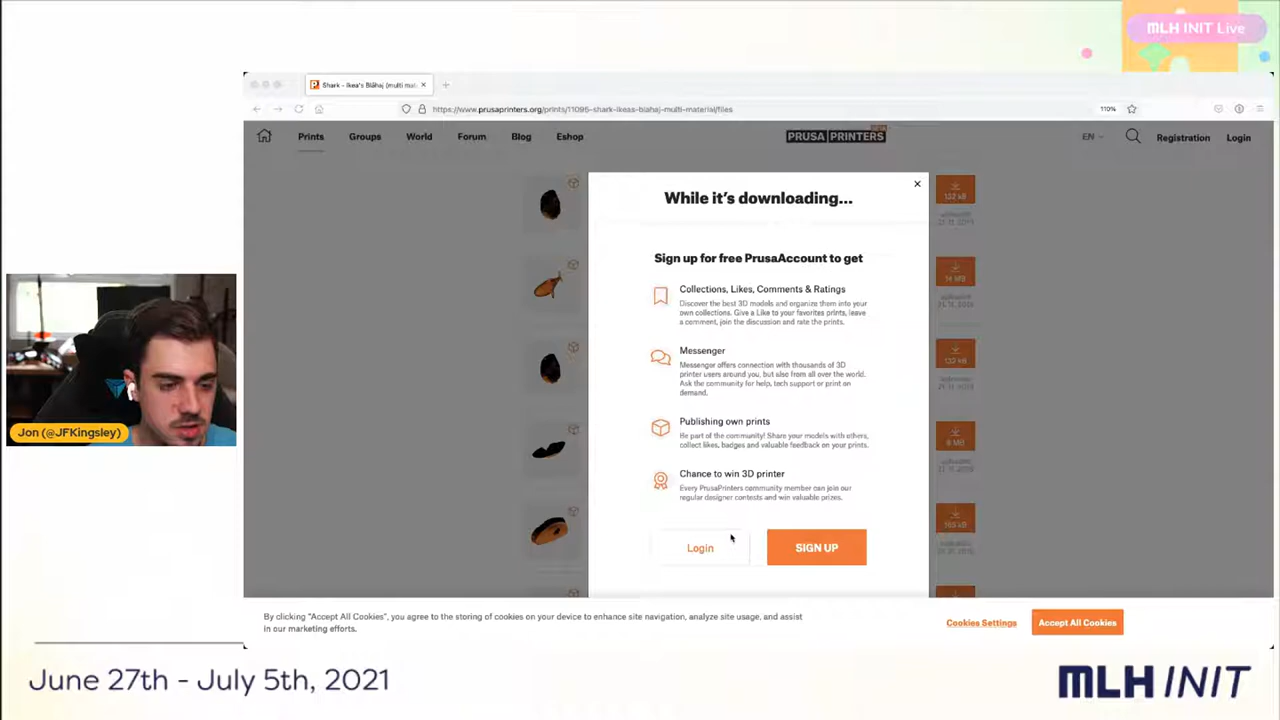 MLH INIT Live
Shark - Ikea's Blåhaj (multi mat
https://www.prusaprinters.org/prints/11095-shark-ikeas-blahaj-multi-material/files
110%
Prints Groups World Forum Blog Eshop
PRUSA PRINTERS
EN
Registration Login
While it's downloading...
Sign up for free PrusaAccount to get
Collections, Likes, Comments & Ratings
Discover the best 3D models and organize them into your
own collections. Give a Like to your favorites prints, leave
a comment, join the discussion and rate the prints.
Messenger
Messenger offers connection with thousands of 3D
printer users around you, but also from all over the world.
Ask the community for help, tech support or print on
demand.
Publishing own prints
Be part of the community! Share your models with others,
collect likes, badges and valuable feedback on your prints.
Chance to win 3D printer
Every PrusaPrinters community member can join our
regular designer contests and win valuable prizes.
Login
SIGN UP
14 MB
Jon (@JFKingsley)
By clicking "Accept All Cookies", you agree to the storing of cookies on your device to enhance site navigation, analyze site usage, and assist
in our marketing efforts.
Cookies Settings
Accept All Cookies
June 27th - July 5th, 2021
MLH INIT